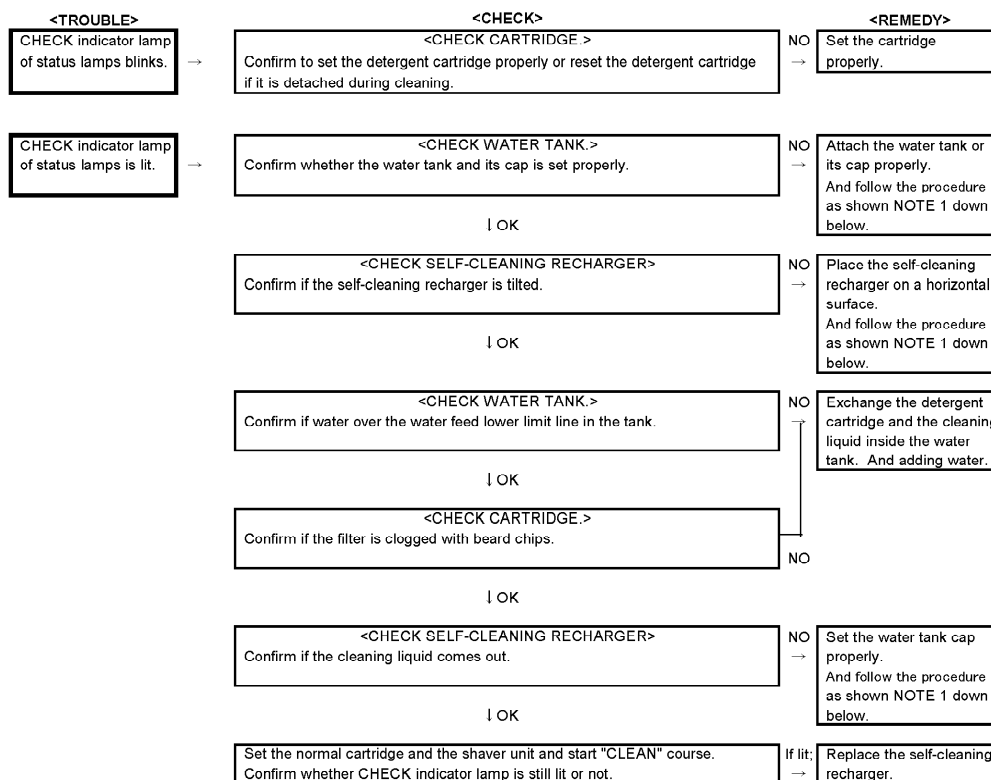 <TROUBLE>
<CHECK>
<REMEDY>
CHECK indicator lamp
of status lamps blinks.
→
<CHECK CARTRIDGE.>
Confirm to set the detergent cartridge properly or reset the detergent cartridge
if it is detached during cleaning.
NO
→
Set the cartridge
properly.
CHECK indicator lamp
of status lamps is lit.
→
<CHECK WATER TANK.>
Confirm whether the water tank and its cap is set properly.
NO
→
Attach the water tank or
its cap properly.
And follow the procedure
as shown NOTE 1 down
below.
↓ OK
<CHECK SELF-CLEANING RECHARGER>
Confirm if the self-cleaning recharger is tilted.
NO
→
Place the self-cleaning
recharger on a horizontal
surface.
And follow the procedure
as shown NOTE 1 down
below.
↓ OK
<CHECK WATER TANK.>
Confirm if water over the water feed lower limit line in the tank.
NO
→
Exchange the detergent
cartridge and the cleaning
liquid inside the water
tank. And adding water.
↓ OK
<CHECK CARTRIDGE.>
Confirm if the filter is clogged with beard chips.
NO
↓ OK
<CHECK SELF-CLEANING RECHARGER>
Confirm if the cleaning liquid comes out.
NO
→
Set the water tank cap
properly.
And follow the procedure
as shown NOTE 1 down
below.
↓ OK
Set the normal cartridge and the shaver unit and start "CLEAN" course.
Confirm whether CHECK indicator lamp is still lit or not.
If lit;
→
Replace the self-cleaning
recharger.